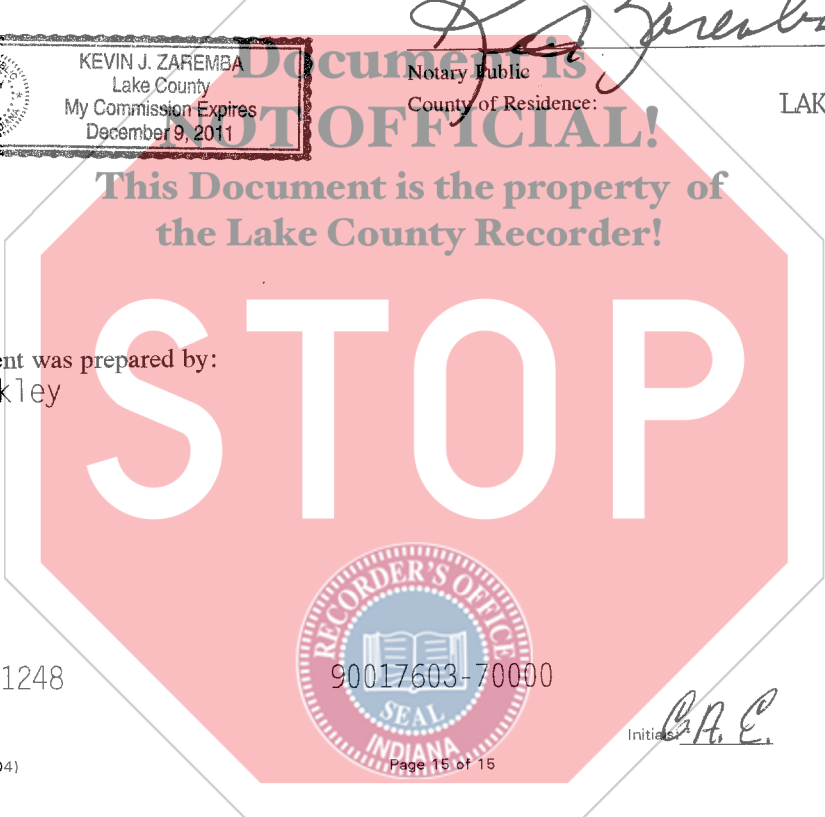 K Zaremba
KEVIN J. ZAREMBA
Lake County
My Commission Expires
December 9, 2011
Notary Public
County of Residence:
LAK
Document is
NOT OFFICIAL!
This Document is the property of
the Lake County Recorder!
STOP
ent was prepared by:
kley
RECORDER'S OFFICE
1248
90017603-70000
SEAL
INDIANA
Initials: C.A.E.
04)
Page 15 of 15